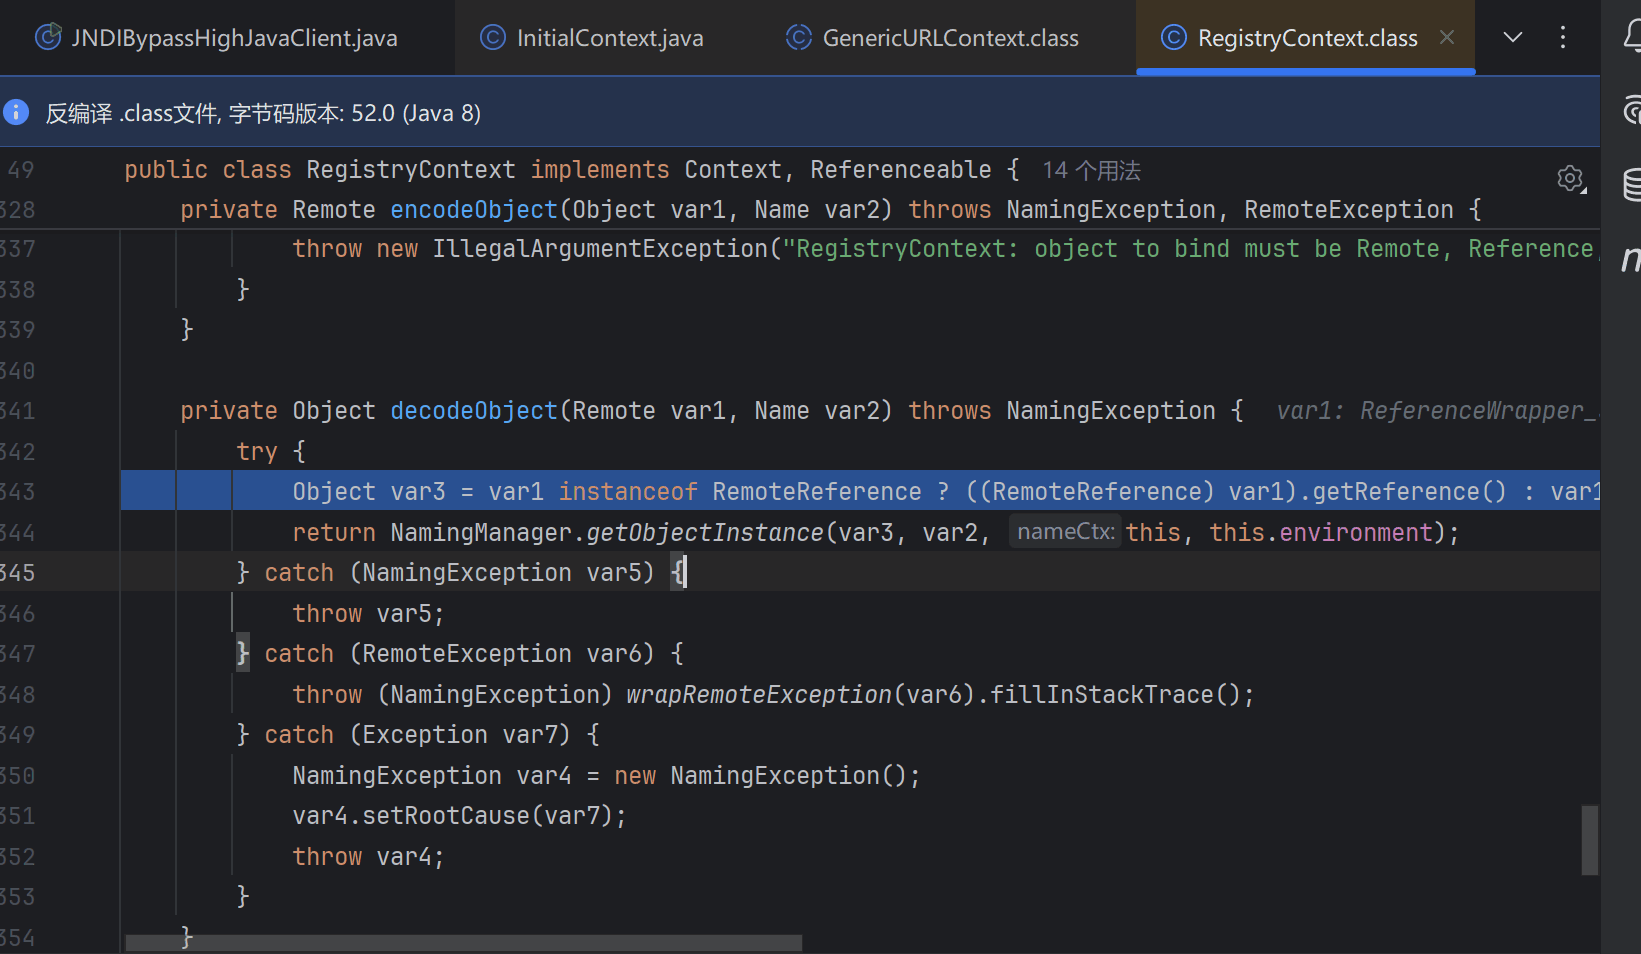 JNDIBypassHighJavaClient.java InitialContext.java GenericURLContext.class RegistryContext.class
反编译 .class文件, 字节码版本: 52.0 (Java 8)
49 public class RegistryContext implements Context, Referenceable { 14 个用法
328 private Remote encodeObject(Object var1, Name var2) throws NamingException, RemoteException {
337 throw new IllegalArgumentException("RegistryContext: object to bind must be Remote, Reference,
338 }
339 }
340
341 private Object decodeObject(Remote var1, Name var2) throws NamingException { var1: ReferenceWrapper_
342 try {
343 Object var3 = var1 instanceof RemoteReference ? ((RemoteReference) var1).getReference() : var1
344 return NamingManager.getObjectInstance(var3, var2, nameCtx: this, this.environment);
345 } catch (NamingException var5) {
346 throw var5;
347 } catch (RemoteException var6) {
348 throw (NamingException) wrapRemoteException(var6).fillInStackTrace();
349 } catch (Exception var7) {
350 NamingException var4 = new NamingException();
351 var4.setRootCause(var7);
352 throw var4;
353 }
354 }